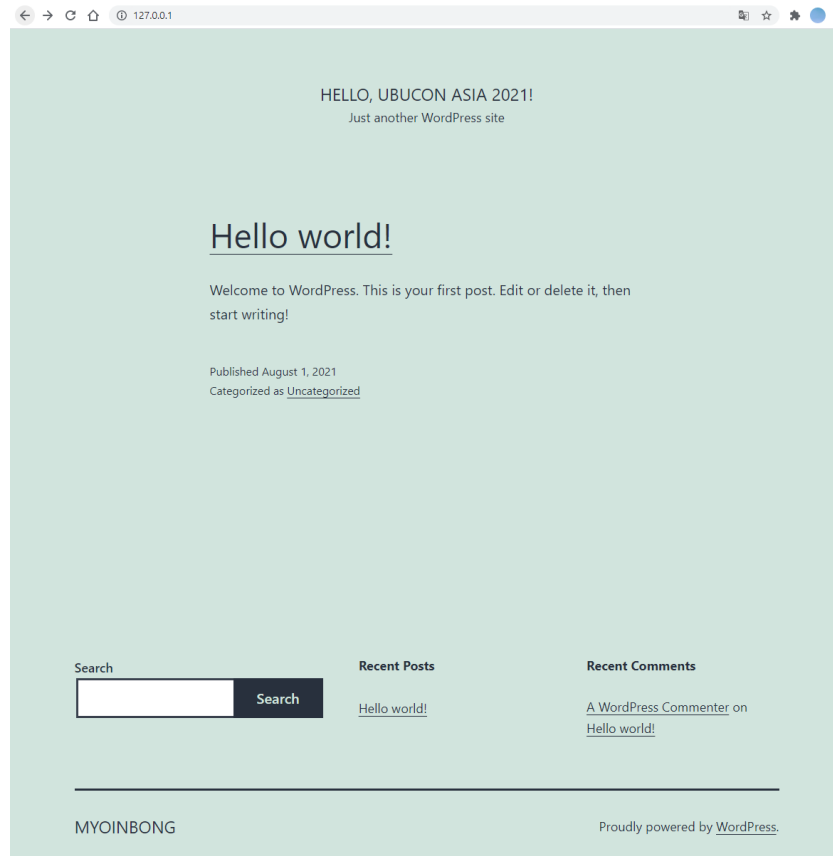 127.0.0.1
HELLO, UBUCON ASIA 2021!
Just another WordPress site
Hello world!
Welcome to WordPress. This is your first post. Edit or delete it, then
start writing!
Published August 1, 2021
Categorized as Uncategorized
Search
Search
Recent Posts
Hello world!
Recent Comments
A WordPress Commenter on
Hello world!
MYOINBONG
Proudly powered by WordPress.